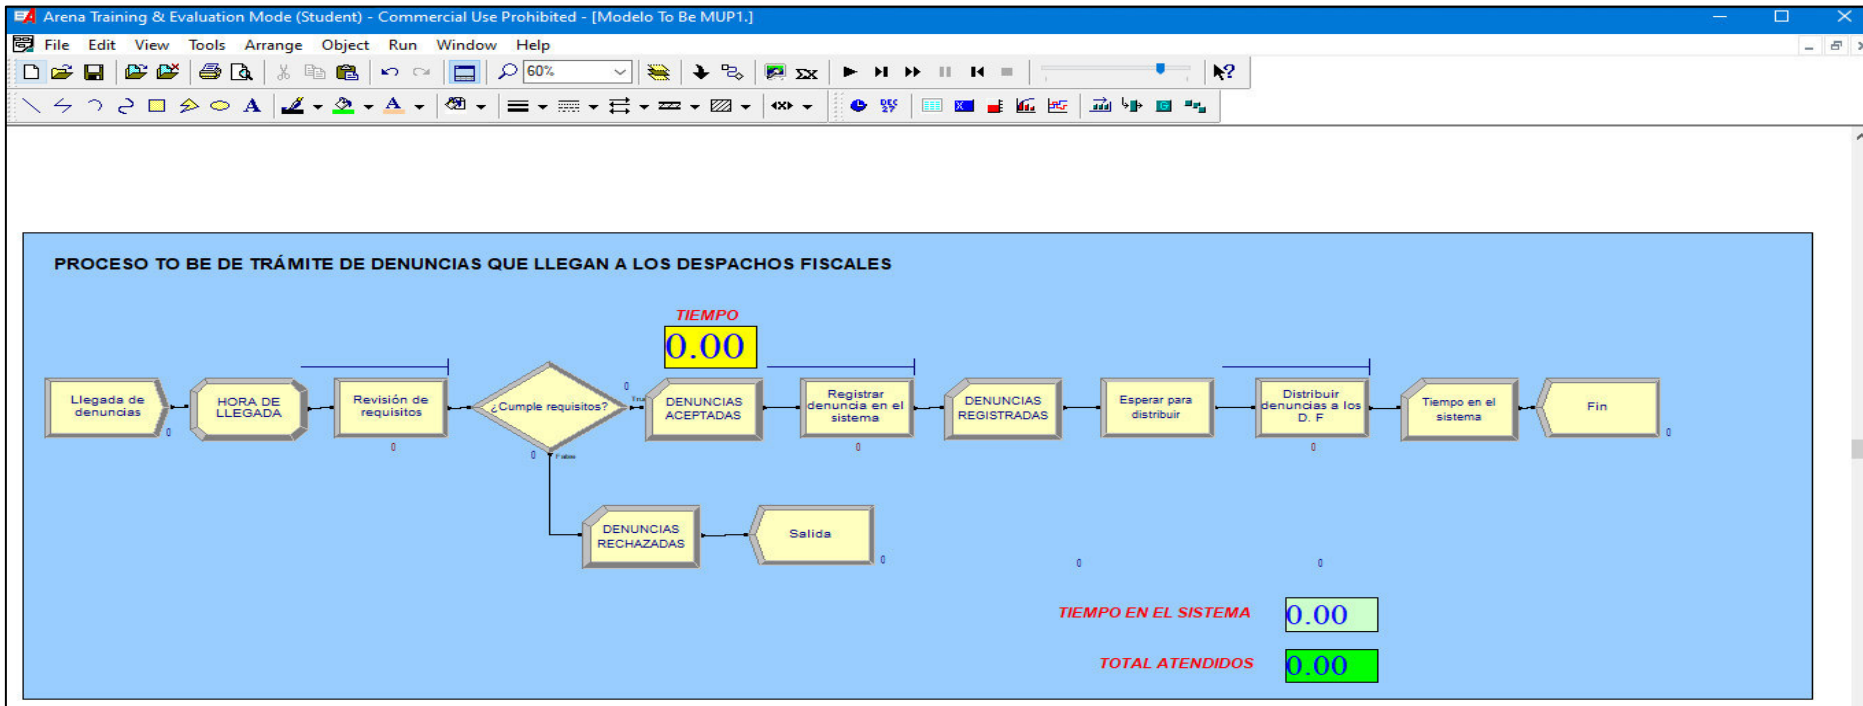 Arena Training & Evaluation Mode (Student) - Commercial Use Prohibited - [Modelo To Be MUP1.]
File Edit View Tools Arrange Object Run Window Help
60%
PROCESO TO BE DE TRÁMITE DE DENUNCIAS QUE LLEGAN A LOS DESPACHOS FISCALES
TIEMPO
0.00
Llegada de
denuncias
0
HORA DE
LLEGADA
Revisión de
requisitos
0
¿Cumple requisitos?
0
True
0
False
DENUNCIAS
ACEPTADAS
Registrar
denuncia en el
sistema
0
DENUNCIAS
REGISTRADAS
Esperar para
distribuir
Distribuir
denuncias a los
D. F
0
Tiempo en el
sistema
Fin
0
DENUNCIAS
RECHAZADAS
Salida
0
0
0
TIEMPO EN EL SISTEMA
0.00
TOTAL ATENDIDOS
0.00